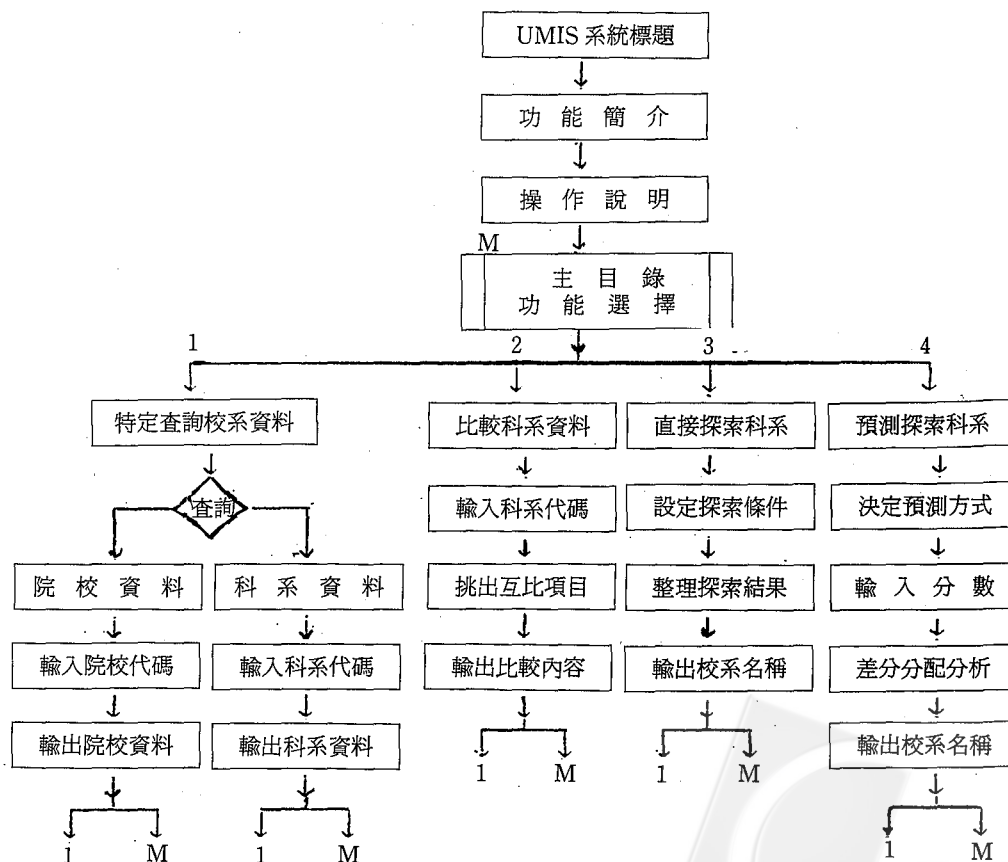 UMIS 系統標題
功能簡介
操作說明
M
主目錄
功能選擇
1 2 3 4
特定查詢校系資料 比較科系資料 直接探索科系 預測探索科系
查詢 輸入科系代碼 設定探索條件 決定預測方式
院校資料 科系資料 挑出互比項目 整理探索結果 輸入分數
輸入院校代碼 輸入科系代碼 輸出比較內容 輸出校系名稱 差分分配分析
輸出院校資料 輸出科系資料 1 M 1 M 輸出校系名稱
1 M 1 M 1 M